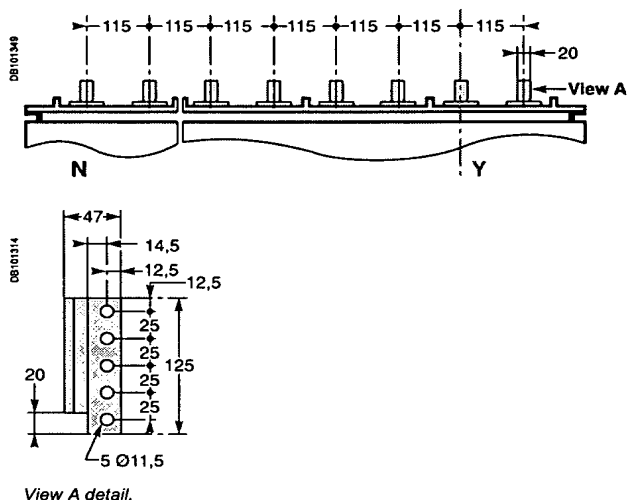 DB101349
115 115 115 115 115 115 115
20
View A
N Y
DB101314
47
14,5
12,5
12,5
25
25
20 25 125
25
5 Ø11,5
View A detail.